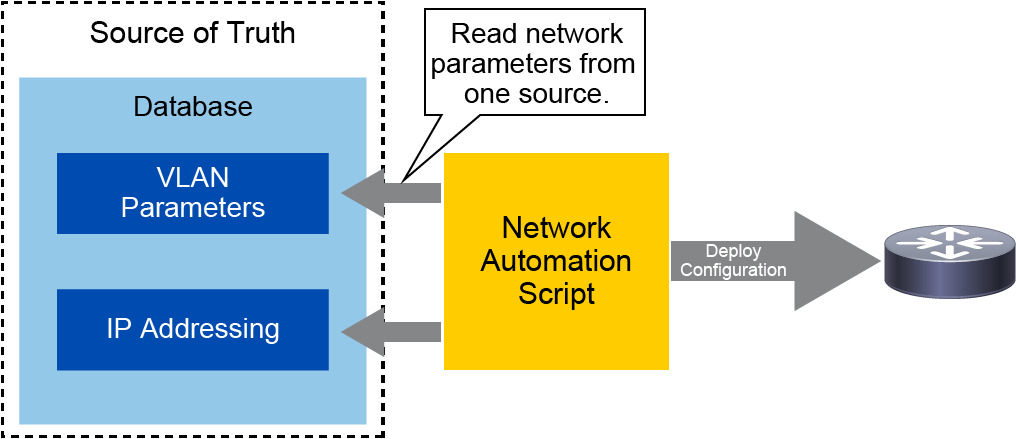 Source of Truth
Database
VLAN
Parameters
IP Addressing
Read network
parameters from
one source.
Network
Automation
Script
Deploy
Configuration